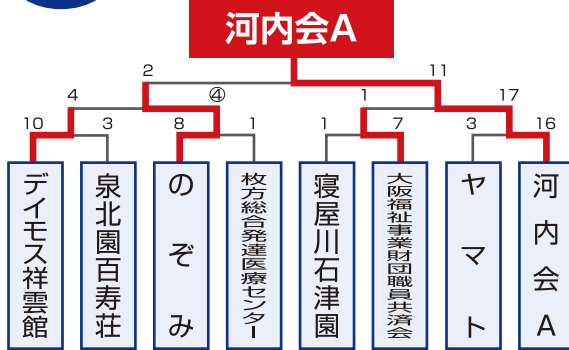 河内会A
2
11
4
④
1
17
10
3
8
1
1
7
3
16
デイモス祥雲館
泉北園百寿荘
のぞみ
枚方総合発達医療センター
寝屋川石津園
大阪福祉事業財団職員共済会
ヤマト
河内会A